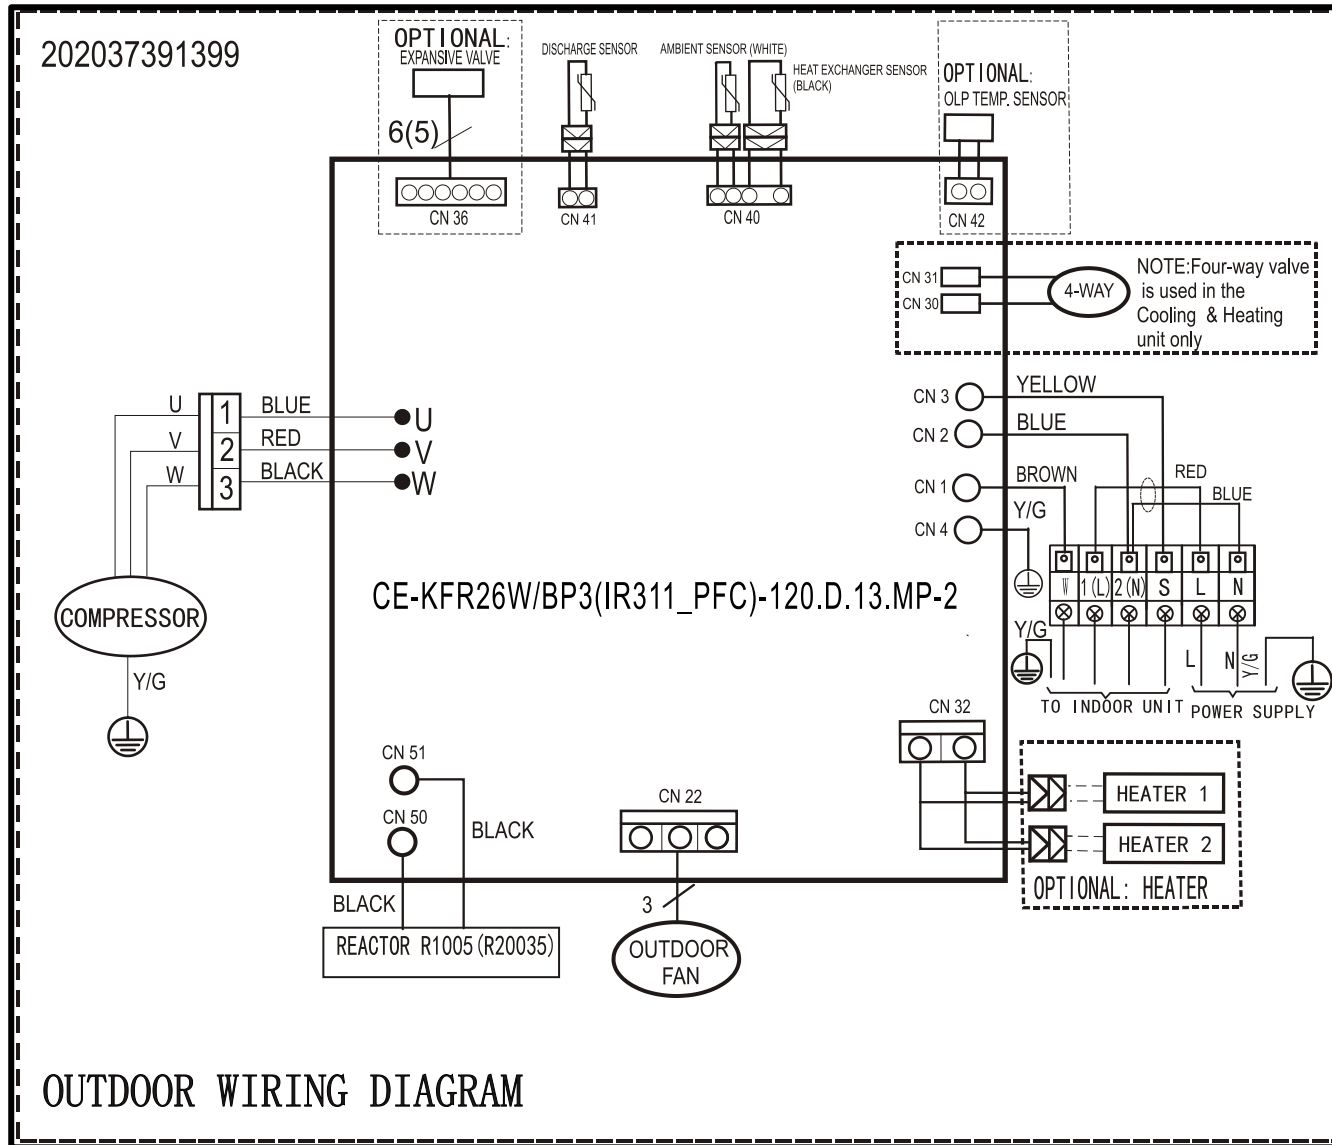 202037391399
OPTIONAL:
EXPANSIVE VALVE
6(5)
CN 36
DISCHARGE SENSOR
CN 41
AMBIENT SENSOR (WHITE)
HEAT EXCHANGER SENSOR
(BLACK)
CN 40
OPTIONAL:
OLP TEMP. SENSOR
CN 42
CN 31
CN 30
4-WAY
NOTE:Four-way valve
is used in the
Cooling & Heating
unit only
U
V
W
1
2
3
BLUE
RED
BLACK
U
V
W
COMPRESSOR
Y/G
CN 3
YELLOW
CN 2
BLUE
CN 1
BROWN
CN 4
Y/G
RED
BLUE
W 1(L) 2(N) S L N
Y/G
L
N
Y/G
TO INDOOR UNIT
POWER SUPPLY
CE-KFR26W/BP3(IR311_PFC)-120.D.13.MP-2
CN 32
HEATER 1
HEATER 2
OPTIONAL: HEATER
CN 51
CN 50
BLACK
BLACK
REACTOR R1005(R20035)
CN 22
3
OUTDOOR
FAN
OUTDOOR WIRING DIAGRAM